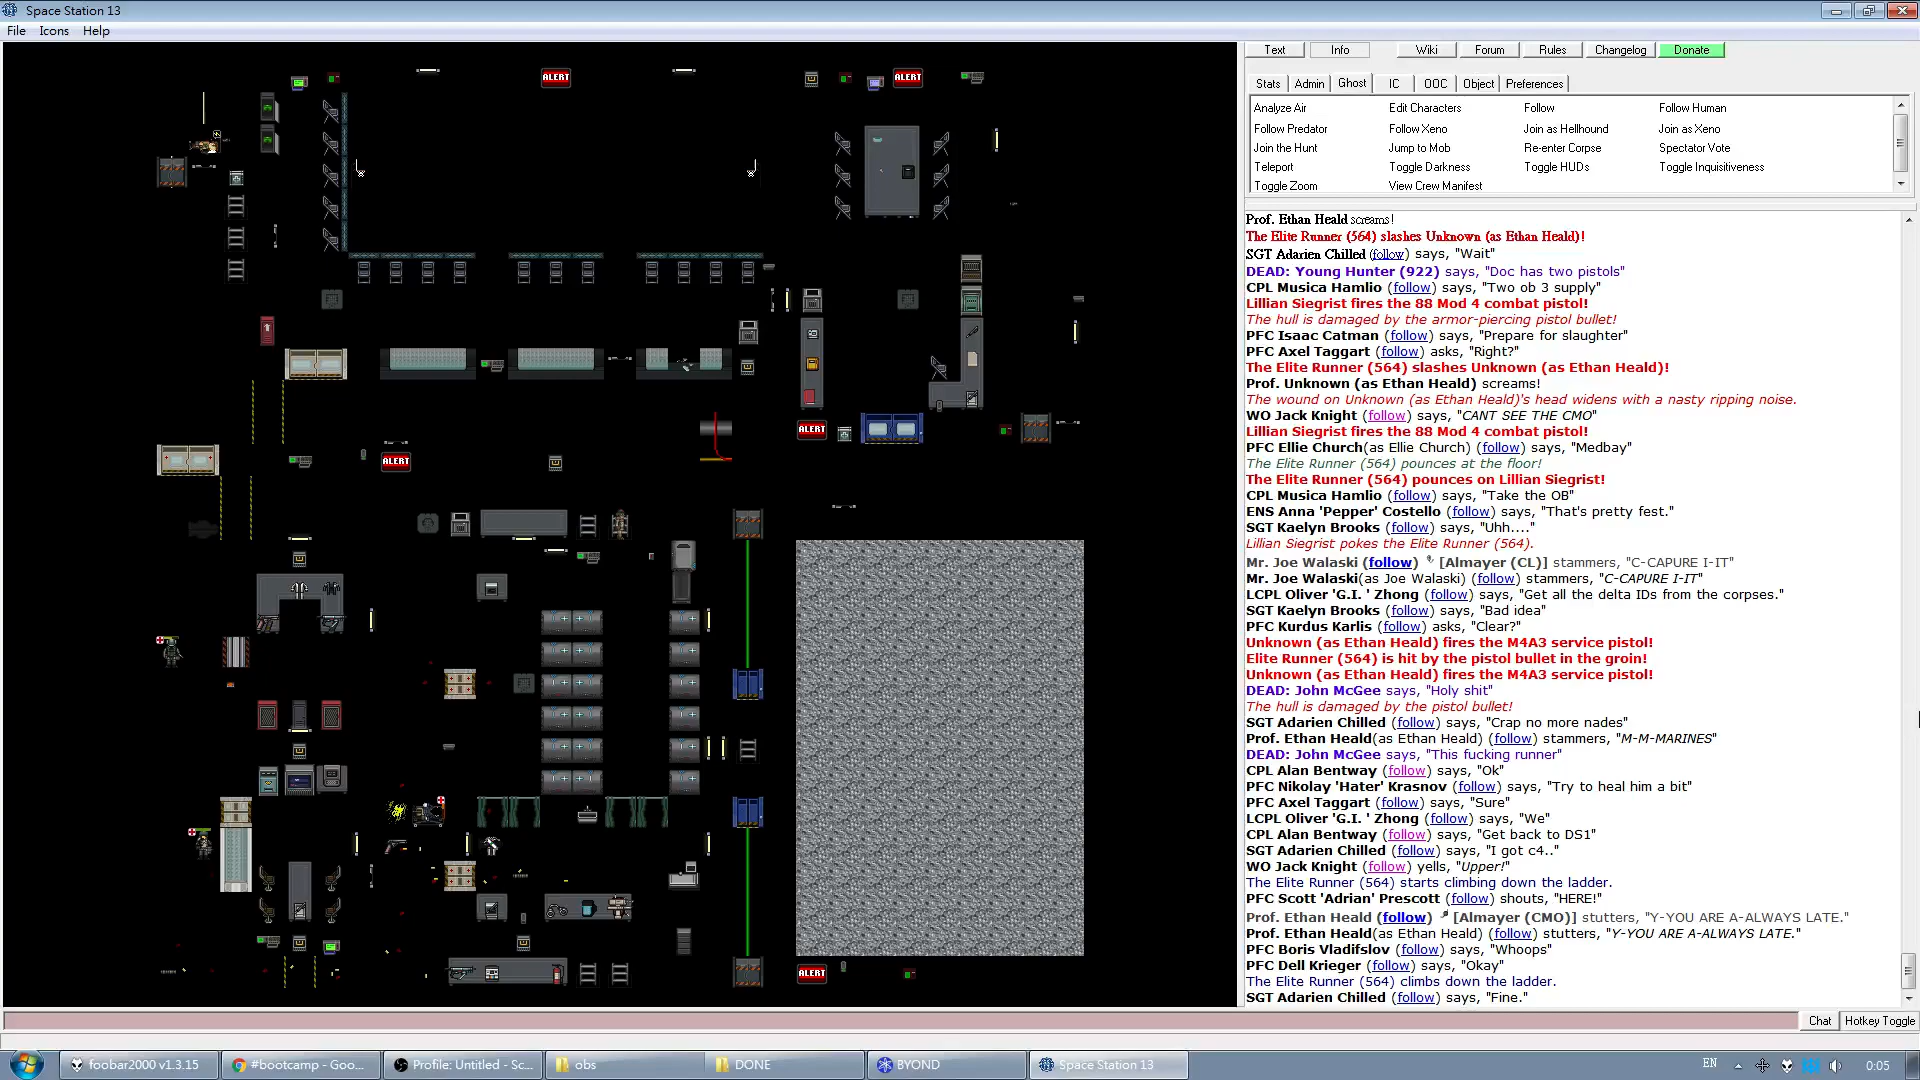 Space Station 13
File Icons Help
Text Info Wiki Forum Rules Changelog Donate
Stats Admin Ghost IC OOC Object Preferences
Analyze Air Edit Characters Follow Follow Human
Follow Predator Follow Xeno Join as Hellhound Join as Xeno
Join the Hunt Jump to Mob Re-enter Corpse Spectator Vote
Teleport Toggle Darkness Toggle HUDs Toggle Inquisitiveness
Toggle Zoom View Crew Manifest
ALERT
ALERT
ALERT
ALERT
ALERT
Prof. Ethan Heald screams!
The Elite Runner (564) slashes Unknown (as Ethan Heald)!
SGT Adarien Chilled (follow) says, "Wait"
DEAD: Young Hunter (922) says, "Doc has two pistols"
CPL Musica Hamlio (follow) says, "Two ob 3 supply"
Lillian Siegrist fires the 88 Mod 4 combat pistol!
The hull is damaged by the armor-piercing pistol bullet!
PFC Isaac Catman (follow) says, "Prepare for slaughter"
PFC Axel Taggart (follow) asks, "Right?"
The Elite Runner (564) slashes Unknown (as Ethan Heald)!
Prof. Unknown (as Ethan Heald) screams!
The wound on Unknown (as Ethan Heald)'s head widens with a nasty ripping noise.
WO Jack Knight (follow) says, "CANT SEE THE CMO"
Lillian Siegrist fires the 88 Mod 4 combat pistol!
PFC Ellie Church(as Ellie Church) (follow) says, "Medbay"
The Elite Runner (564) pounces at the floor!
The Elite Runner (564) pounces on Lillian Siegrist!
CPL Musica Hamlio (follow) says, "Take the OB"
ENS Anna 'Pepper' Costello (follow) says, "That's pretty fest."
SGT Kaelyn Brooks (follow) says, "Uhh...."
Lillian Siegrist pokes the Elite Runner (564).
Mr. Joe Walaski (follow) [Almayer (CL)] stammers, "C-CAPURE I-IT"
Mr. Joe Walaski(as Joe Walaski) (follow) stammers, "C-CAPURE I-IT"
LCPL Oliver 'G.I. ' Zhong (follow) says, "Get all the delta IDs from the corpses."
SGT Kaelyn Brooks (follow) says, "Bad idea"
PFC Kurdus Karlis (follow) asks, "Clear?"
Unknown (as Ethan Heald) fires the M4A3 service pistol!
Elite Runner (564) is hit by the pistol bullet in the groin!
Unknown (as Ethan Heald) fires the M4A3 service pistol!
DEAD: John McGee says, "Holy shit"
The hull is damaged by the pistol bullet!
SGT Adarien Chilled (follow) says, "Crap no more nades"
Prof. Ethan Heald(as Ethan Heald) (follow) stammers, "M-M-MARINES"
DEAD: John McGee says, "This fucking runner"
CPL Alan Bentway (follow) says, "Ok"
PFC Nikolay 'Hater' Krasnov (follow) says, "Try to heal him a bit"
PFC Axel Taggart (follow) says, "Sure"
LCPL Oliver 'G.I. ' Zhong (follow) says, "We"
CPL Alan Bentway (follow) says, "Get back to DS1"
SGT Adarien Chilled (follow) says, "I got c4.."
WO Jack Knight (follow) yells, "Upper!"
The Elite Runner (564) starts climbing down the ladder.
PFC Scott 'Adrian' Prescott (follow) shouts, "HERE!"
Prof. Ethan Heald (follow) [Almayer (CMO)] stutters, "Y-YOU ARE A-ALWAYS LATE."
Prof. Ethan Heald(as Ethan Heald) (follow) stutters, "Y-YOU ARE A-ALWAYS LATE."
PFC Boris Vladifslov (follow) says, "Whoops"
PFC Dell Krieger (follow) says, "Okay"
The Elite Runner (564) climbs down the ladder.
SGT Adarien Chilled (follow) says, "Fine."
Chat Hotkey Toggle
foobar2000 v1.3.15 #bootcamp - Goo... Profile: Untitled - Sc... obs DONE BYOND Space Station 13 EN 0:05